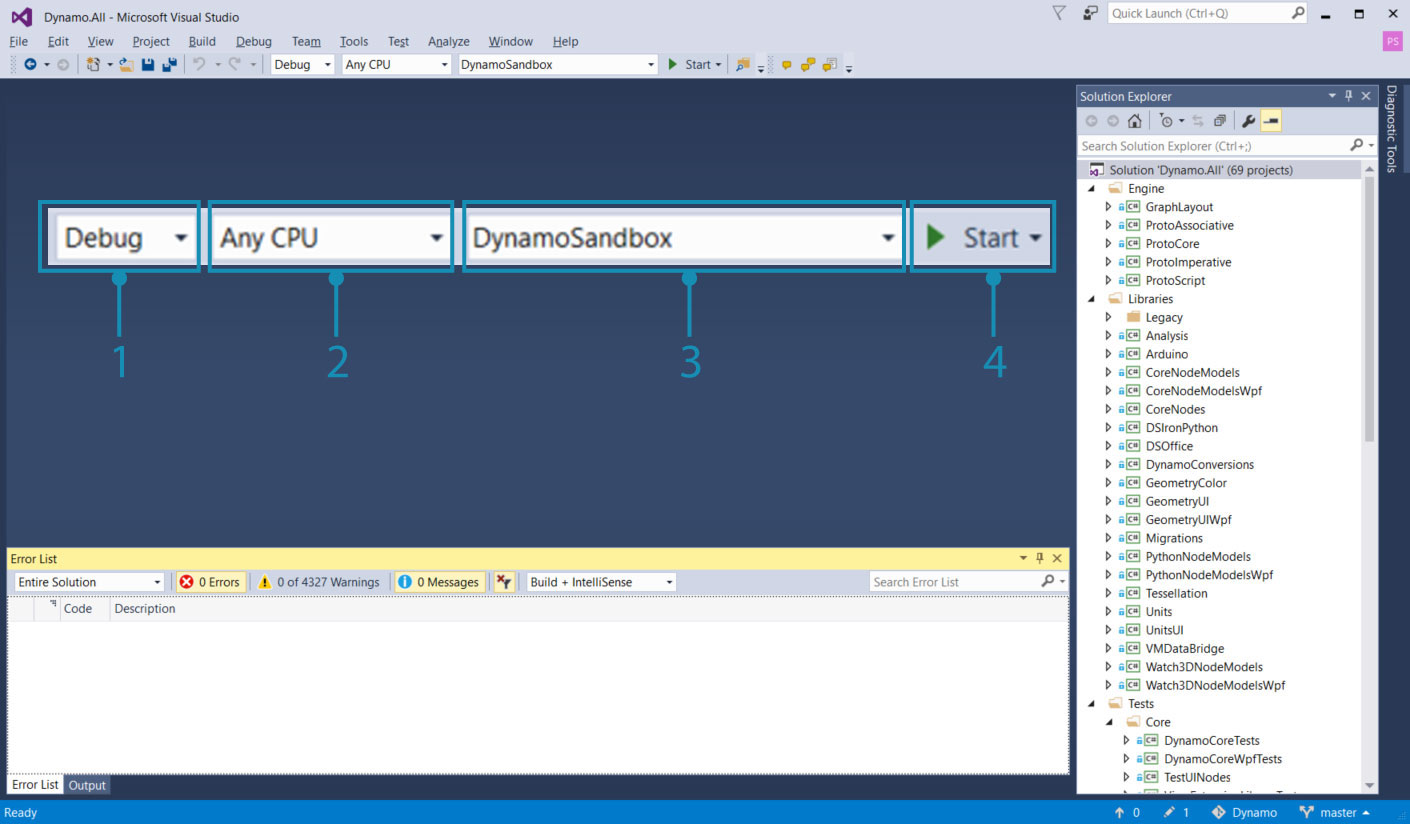 Dynamo.All - Microsoft Visual Studio
Quick Launch (Ctrl+Q)
File Edit View Project Build Debug Team Tools Test Analyze Window Help
PS
Debug Any CPU DynamoSandbox Start
Debug Any CPU DynamoSandbox Start
1 2 3 4
Solution Explorer
Search Solution Explorer (Ctrl+;)
Solution 'Dynamo.All' (69 projects)
Engine
C# GraphLayout
C# ProtoAssociative
C# ProtoCore
C# ProtoImperative
C# ProtoScript
Libraries
Legacy
C# Analysis
C# Arduino
C# CoreNodeModels
C# CoreNodeModelsWpf
C# CoreNodes
C# DSIronPython
C# DSOffice
C# DynamoConversions
C# GeometryColor
C# GeometryUI
C# GeometryUIWpf
C# Migrations
C# PythonNodeModels
C# PythonNodeModelsWpf
C# Tessellation
C# Units
C# UnitsUI
C# VMDataBridge
C# Watch3DNodeModels
C# Watch3DNodeModelsWpf
Tests
Core
C# DynamoCoreTests
C# DynamoCoreWpfTests
C# TestUINodes
Diagnostic Tools
Error List
Entire Solution 0 Errors 0 of 4327 Warnings 0 Messages Build + IntelliSense Search Error List
Code Description
Error List Output
Ready 0 1 Dynamo master